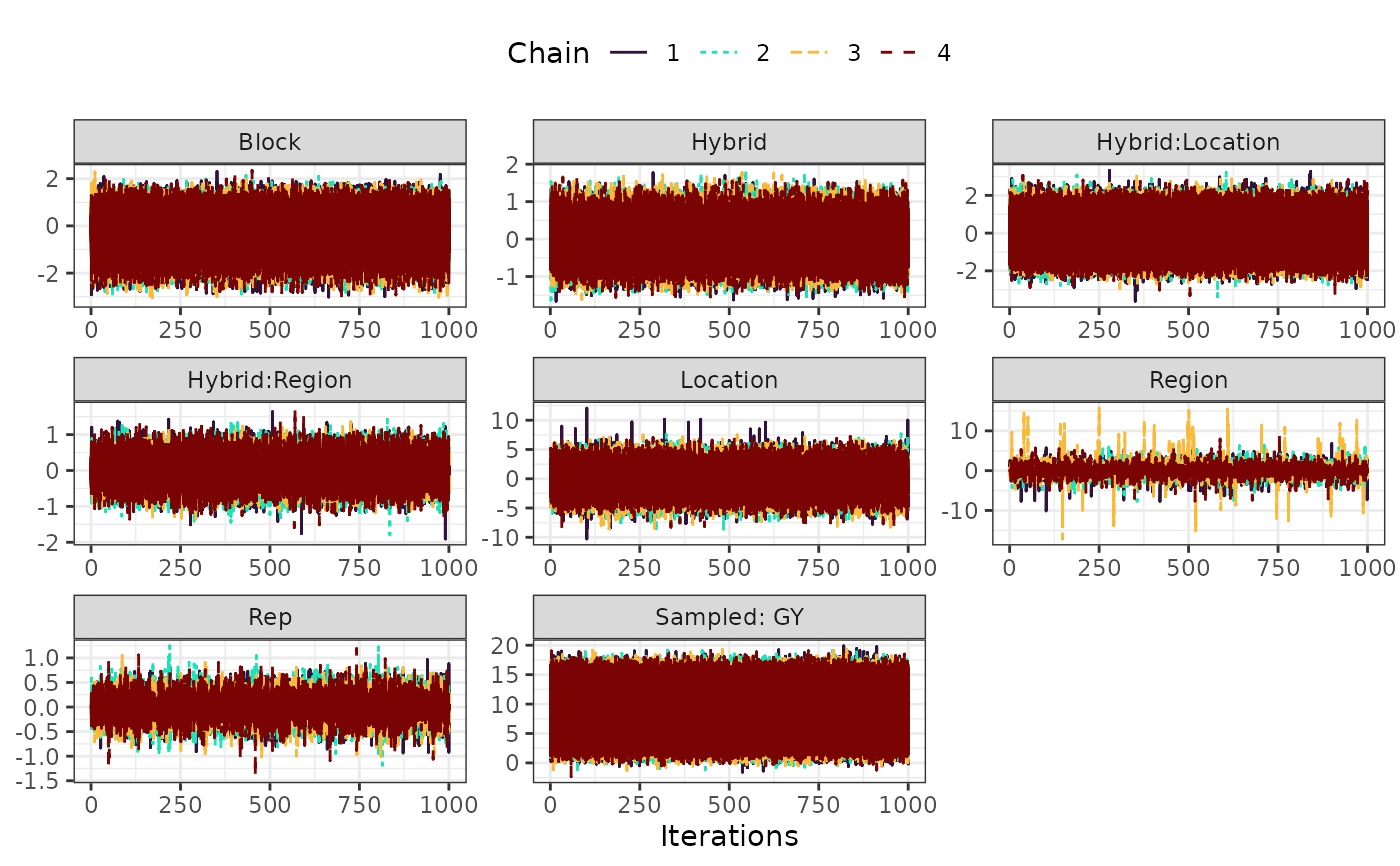 Chain 1 2 3 4
Block Hybrid Hybrid:Location
2 0 -2
2 1 0 -1
2 0 -2
0 250 500 750 1000
0 250 500 750 1000
0 250 500 750 1000
Hybrid:Region Location Region
1 0 -1 -2
10 5 0 -5 -10
10 0 -10
0 250 500 750 1000
0 250 500 750 1000
0 250 500 750 1000
Rep Sampled: GY
1.0 0.5 0.0 -0.5 -1.0 -1.5
20 15 10 5 0
0 250 500 750 1000
0 250 500 750 1000
Iterations